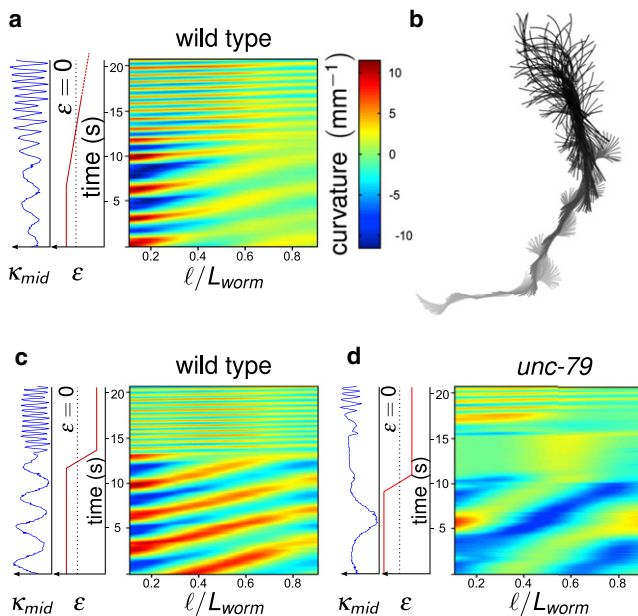 a
wild type
b
ε = 0
time (s)
20
15
10
5
0.2
0.4
0.6
0.8
κmid
ε
ℓ/Lworm
curvature (mm−1)
10
5
0
-5
-10
c
wild type
d
unc-79
ε = 0
time (s)
20
15
10
5
0.2
0.4
0.6
0.8
κmid
ε
ℓ/Lworm
ε = 0
time (s)
20
15
10
5
0.2
0.4
0.6
0.8
κmid
ε
ℓ/Lworm